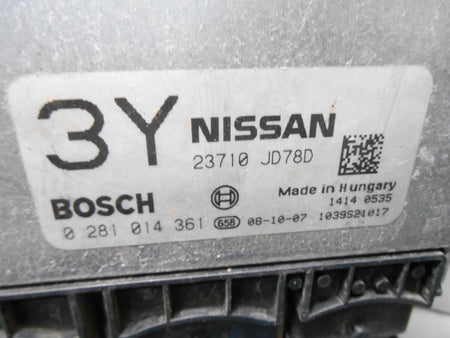 3Y NISSAN
23710 JD78D
BOSCH Made in Hungary
1414 0535
0 281 014 361 658 08-10-07 1039S21017